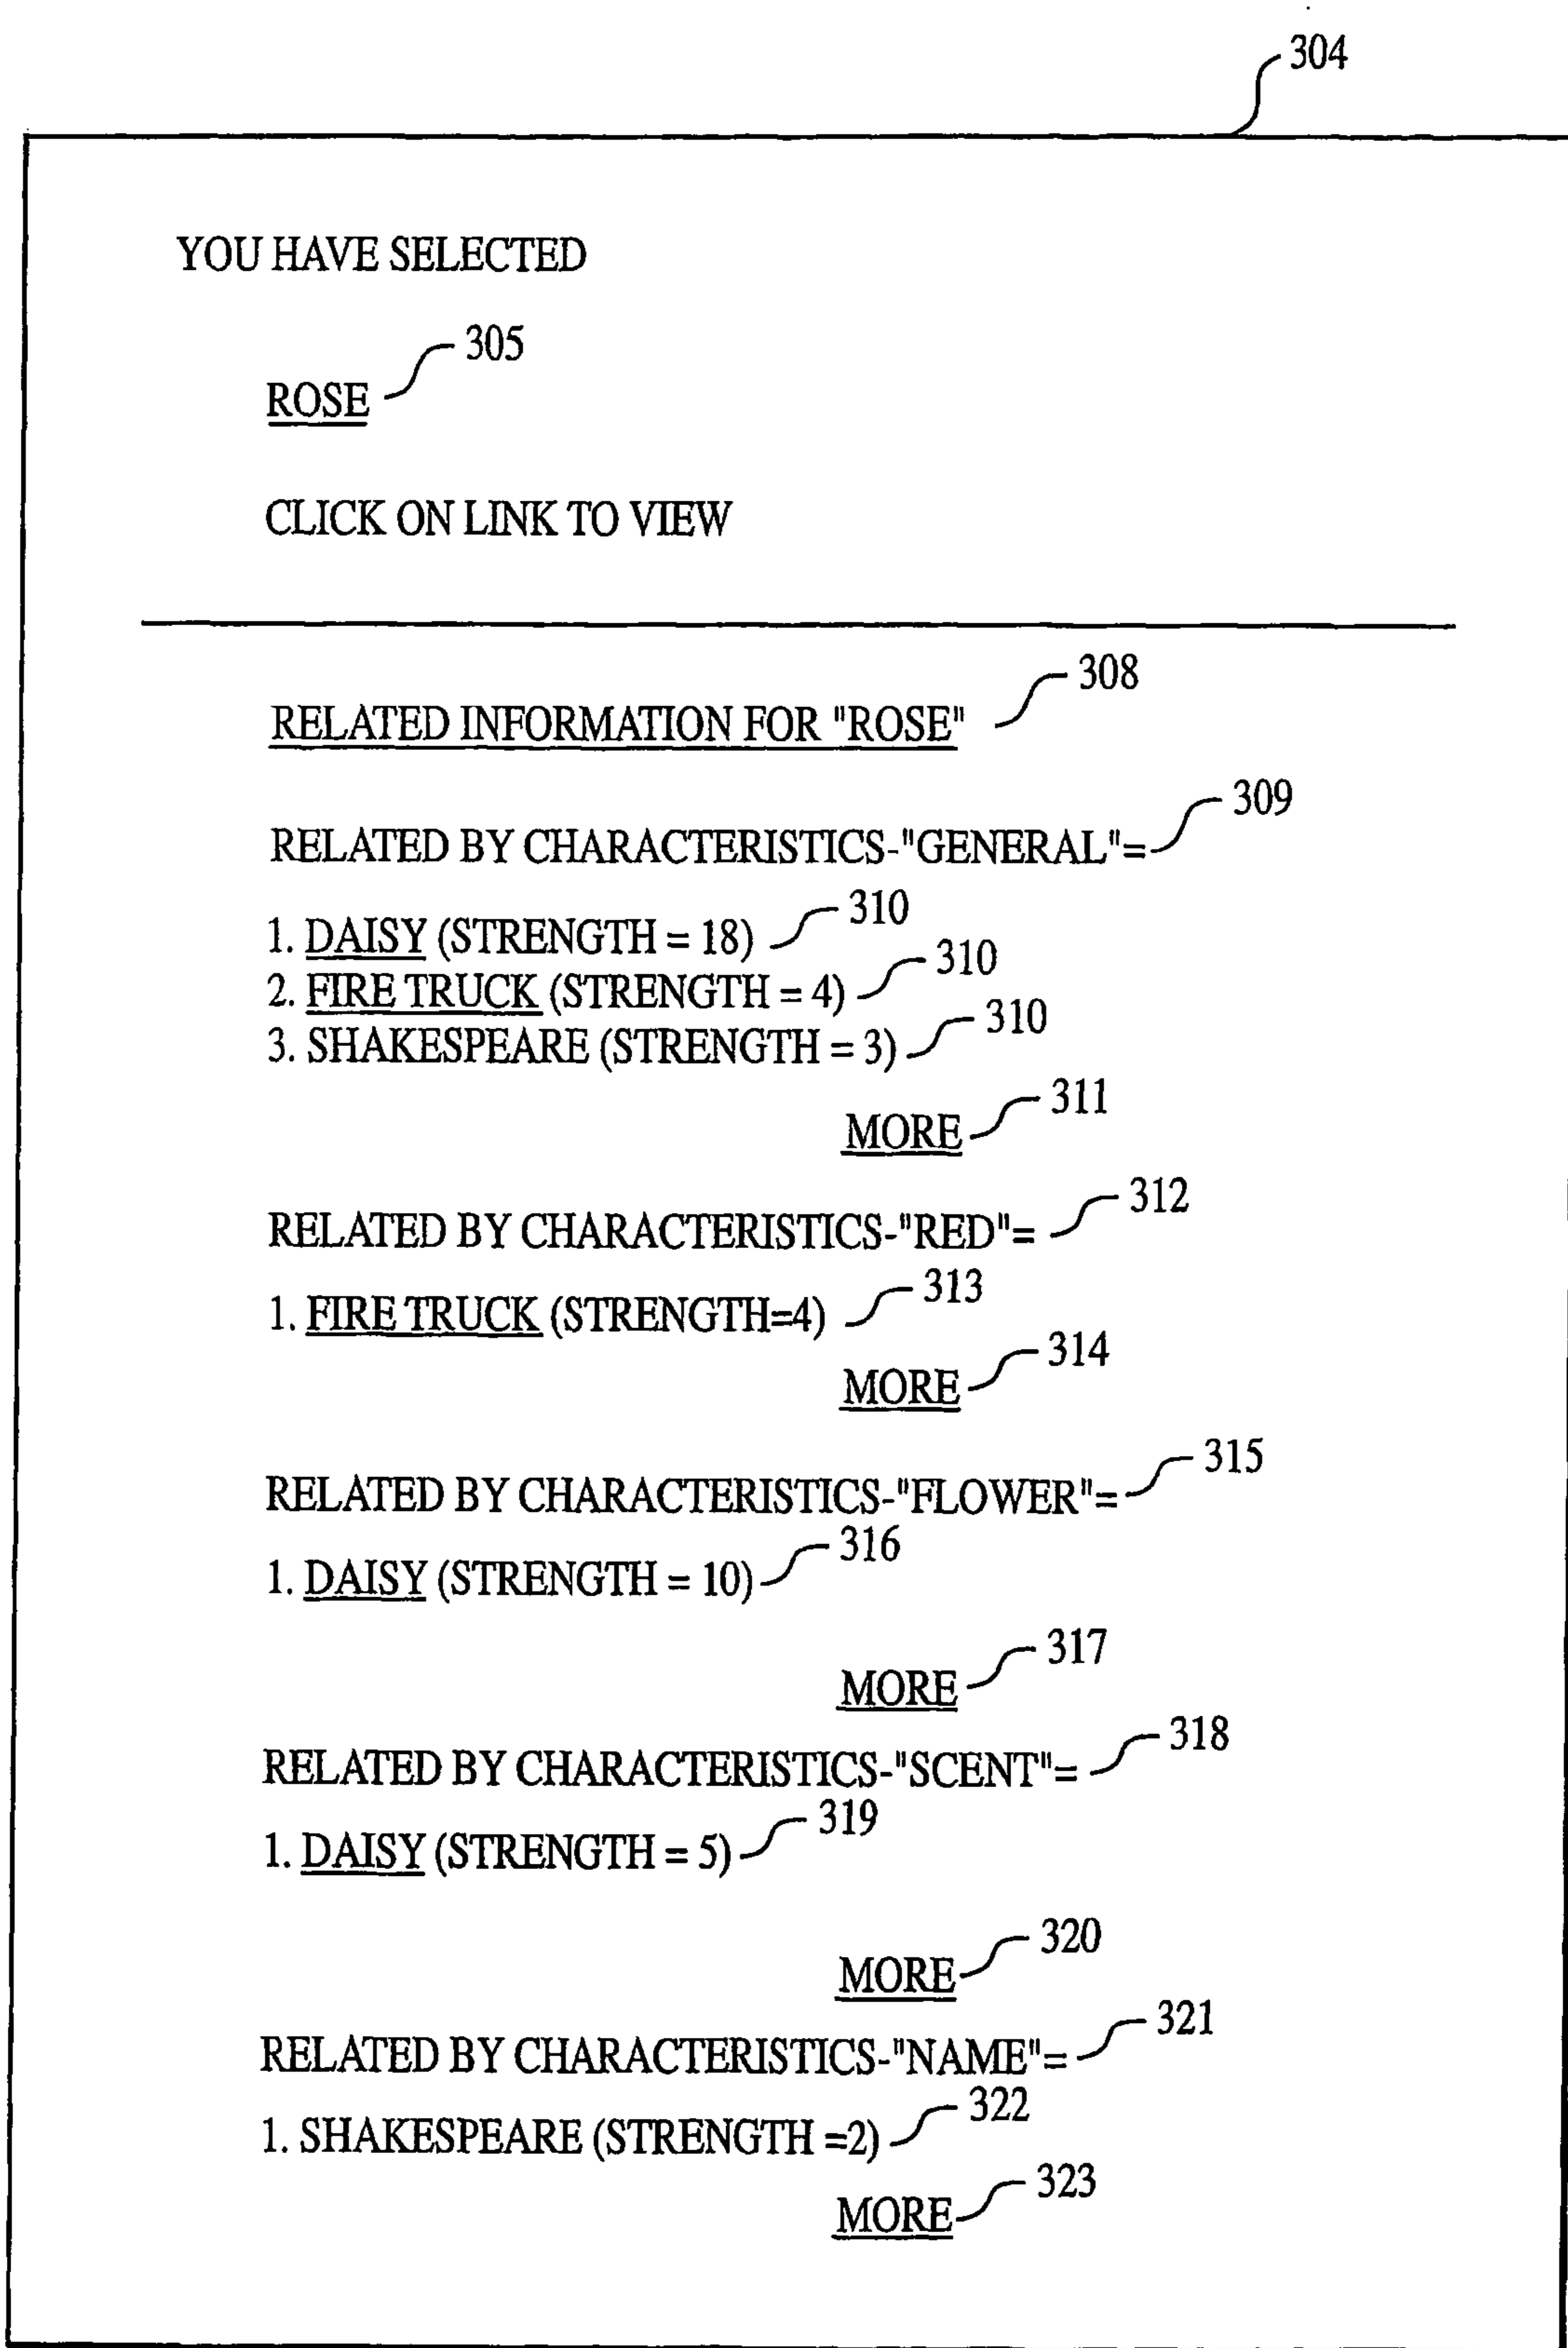 304
YOU HAVE SELECTED
305
ROSE
CLICK ON LINK TO VIEW
308
RELATED INFORMATION FOR "ROSE"
309
RELATED BY CHARACTERISTICS-"GENERAL"=
1. DAISY (STRENGTH = 18) 310
2. FIRE TRUCK (STRENGTH = 4) 310
3. SHAKESPEARE (STRENGTH = 3) 310
MORE 311
RELATED BY CHARACTERISTICS-"RED"= 312
1. FIRE TRUCK (STRENGTH=4) 313
MORE 314
RELATED BY CHARACTERISTICS-"FLOWER"= 315
1. DAISY (STRENGTH = 10) 316
MORE 317
RELATED BY CHARACTERISTICS-"SCENT"= 318
1. DAISY (STRENGTH = 5) 319
MORE 320
RELATED BY CHARACTERISTICS-"NAME"= 321
1. SHAKESPEARE (STRENGTH =2) 322
MORE 323